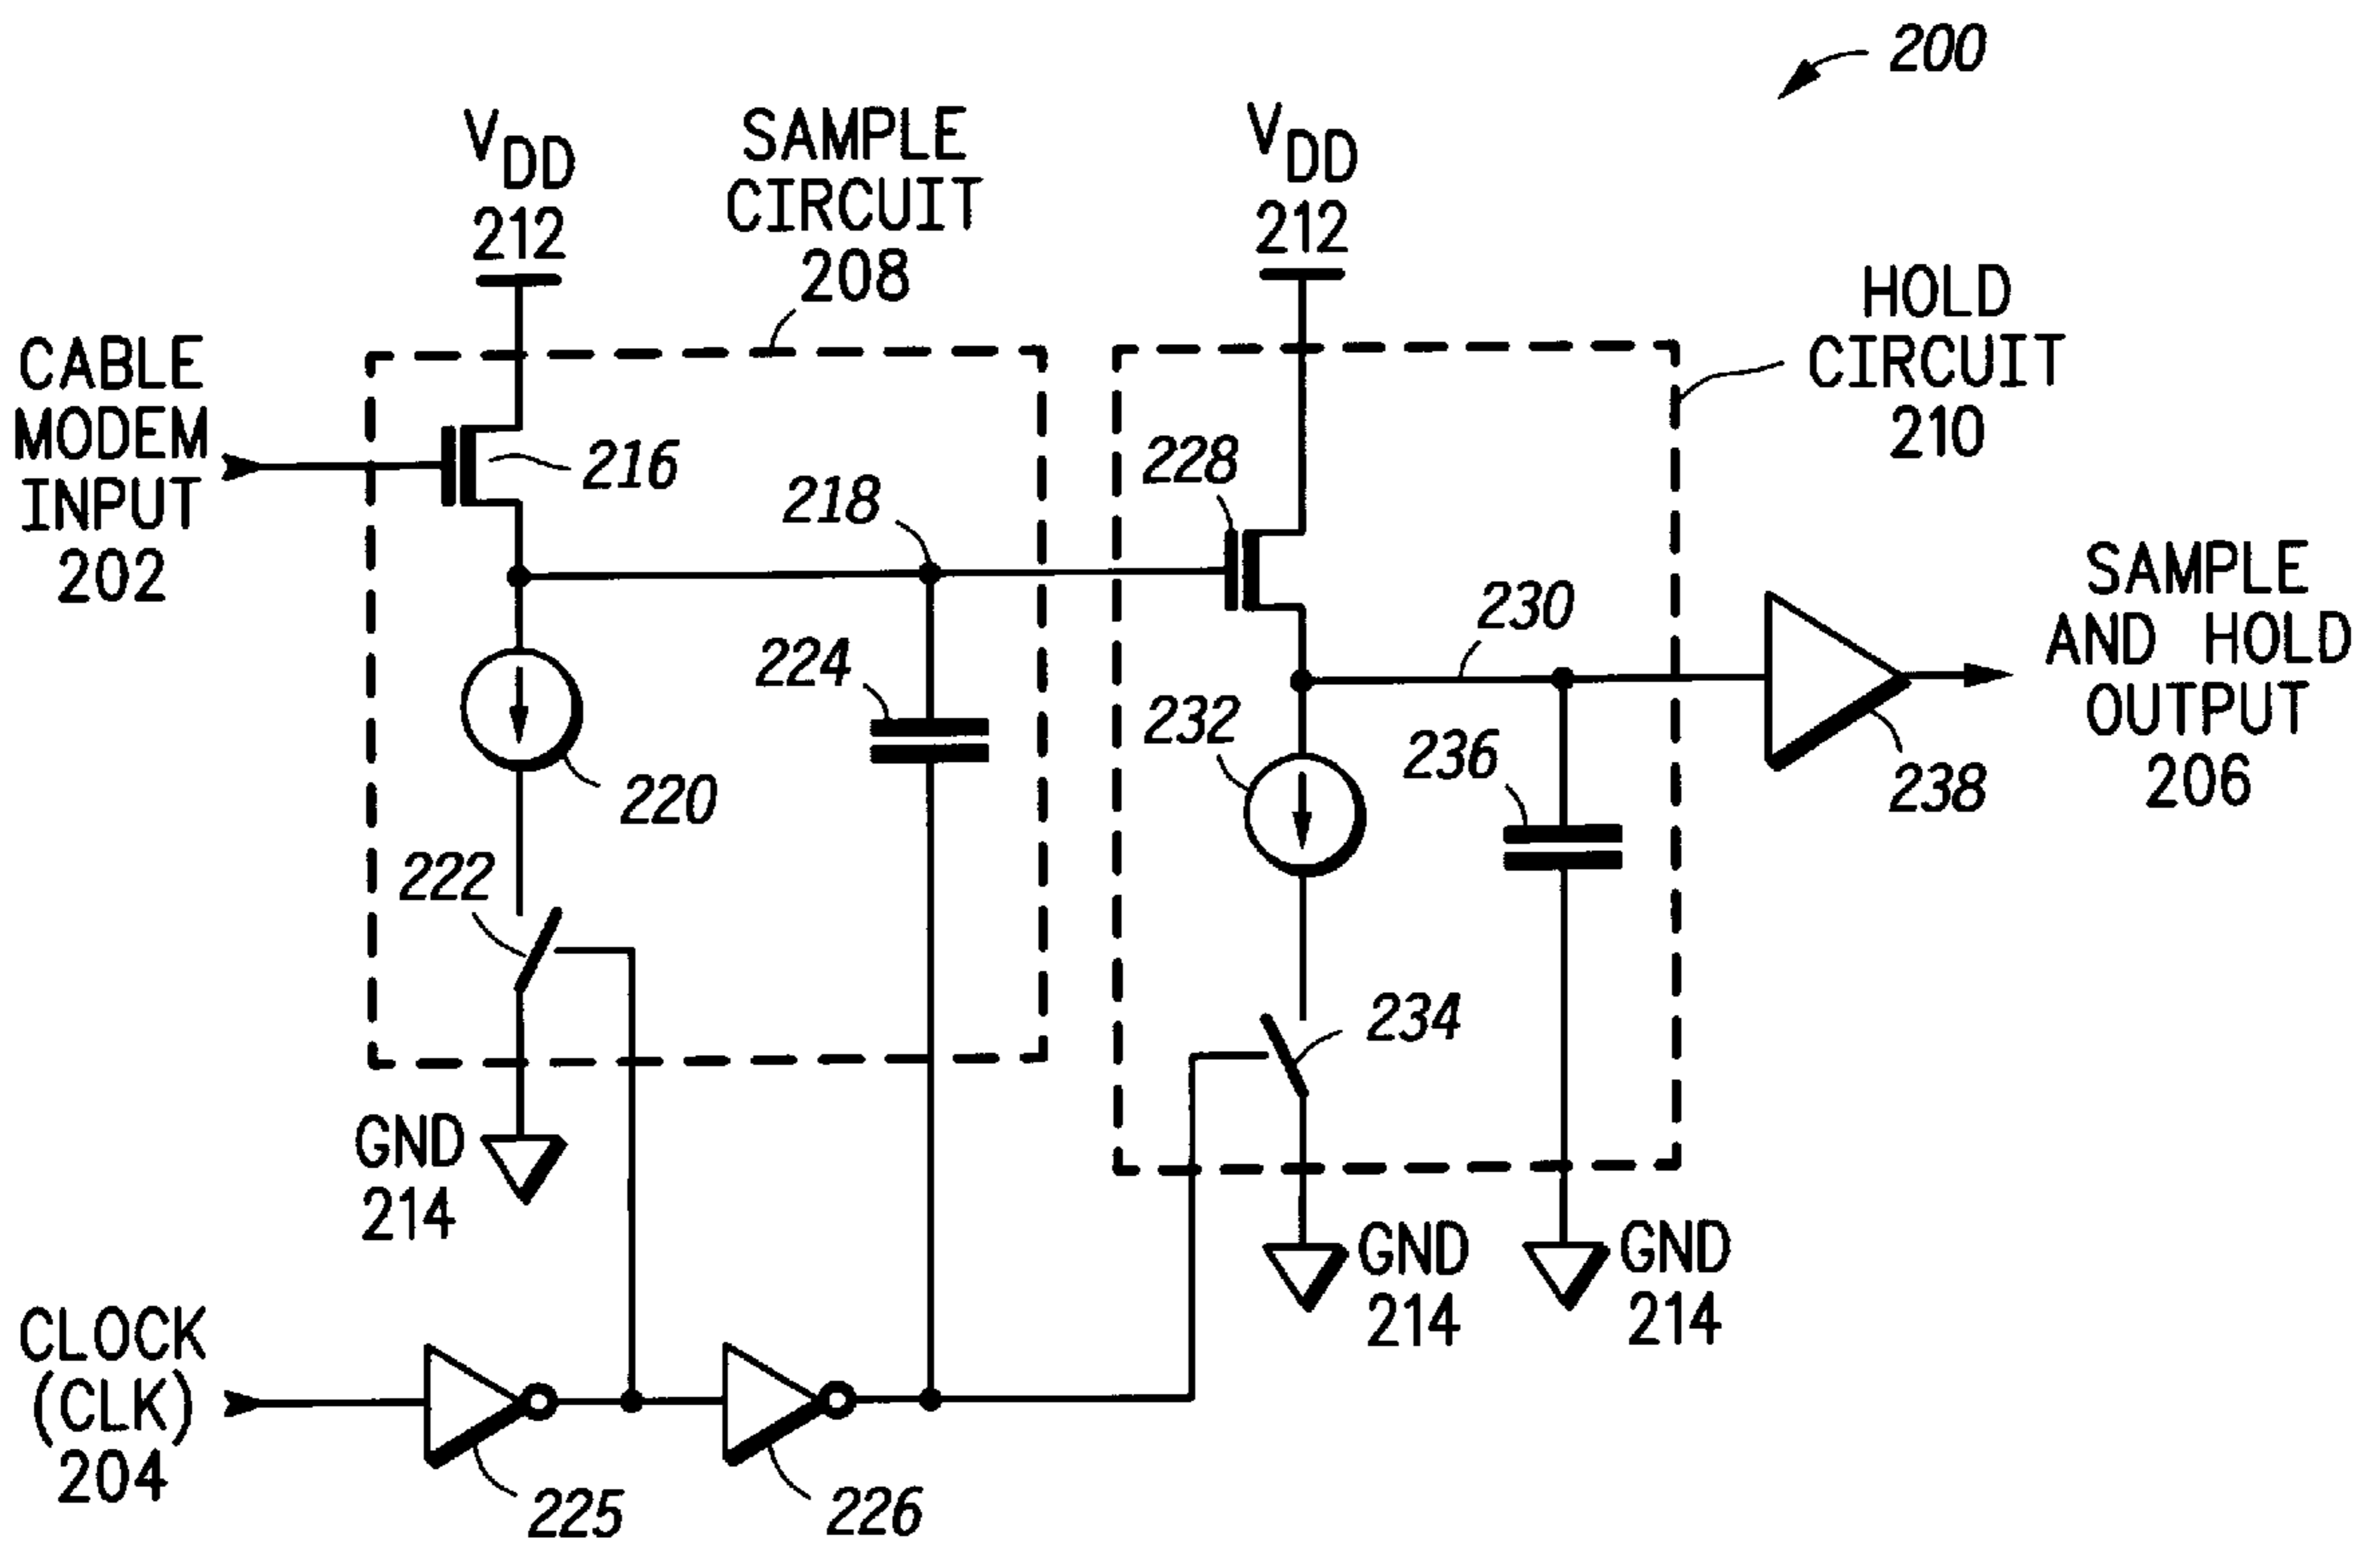 200
VDD
212
SAMPLE
CIRCUIT
208
VDD
212
HOLD
CIRCUIT
210
CABLE
MODEM
INPUT
202
216
218
228
230
SAMPLE
AND HOLD
OUTPUT
206
224
232
236
238
220
222
234
GND
214
GND
214
GND
214
CLOCK
(CLK)
204
225
226